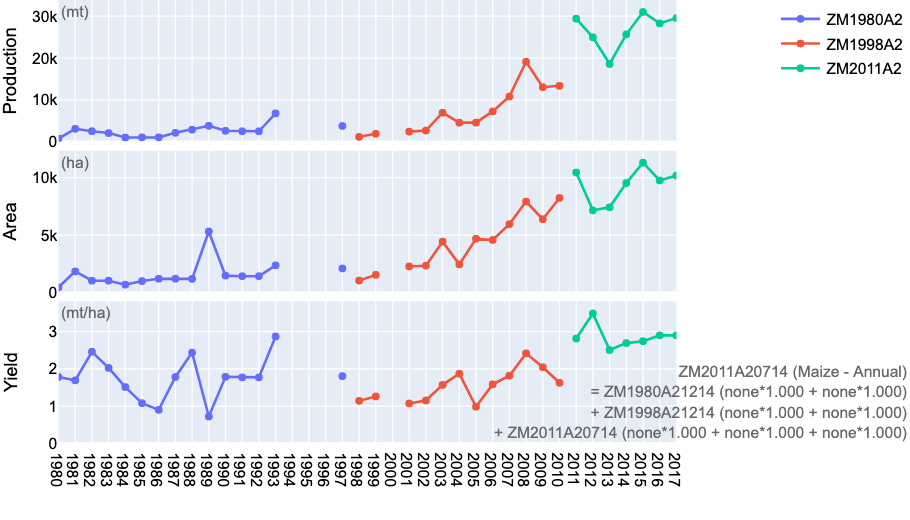 (mt)
30k
20k
10k
0
Production
ZM1980A2
ZM1998A2
ZM2011A2
(ha)
10k
5k
0
Area
(mt/ha)
3
2
1
0
Yield
ZM2011A20714 (Maize - Annual)
= ZM1980A21214 (none*1.000 + none*1.000)
+ ZM1998A21214 (none*1.000 + none*1.000)
+ ZM2011A20714 (none*1.000 + none*1.000 + none*1.000)
1980
1981
1982
1983
1984
1985
1986
1987
1988
1989
1990
1991
1992
1993
1994
1995
1996
1997
1998
1999
2000
2001
2002
2003
2004
2005
2006
2007
2008
2009
2010
2011
2012
2013
2014
2015
2016
2017